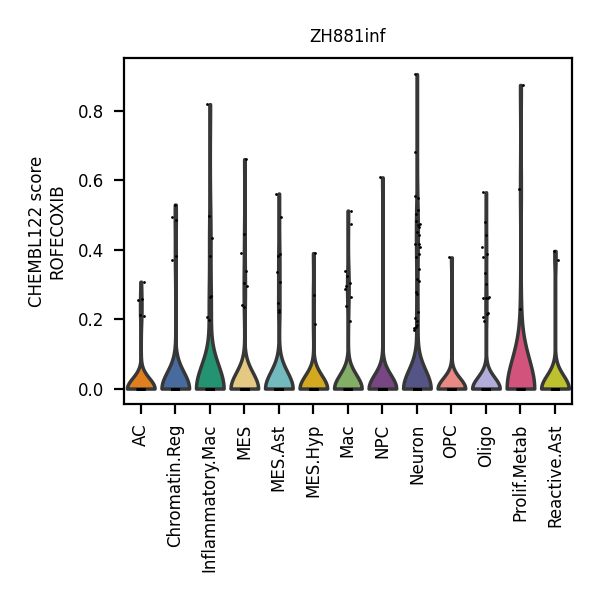 ZH881inf
CHEMBL122 score
ROFECOXIB
0.8
0.6
0.4
0.2
0.0
AC
Chromatin.Reg
Inflammatory.Mac
MES
MES.Ast
MES.Hyp
Mac
NPC
Neuron
OPC
Oligo
Prolif.Metab
Reactive.Ast